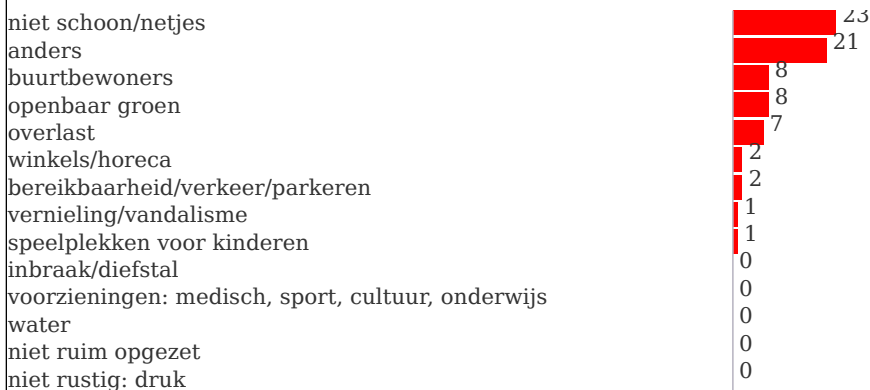 niet schoon/netjes 23
anders 21
buurtbewoners 8
openbaar groen 8
overlast 7
winkels/horeca 2
bereikbaarheid/verkeer/parkeren 2
vernieling/vandalisme 1
speelplekken voor kinderen 1
inbraak/diefstal 0
voorzieningen: medisch, sport, cultuur, onderwijs 0
water 0
niet ruim opgezet 0
niet rustig: druk 0